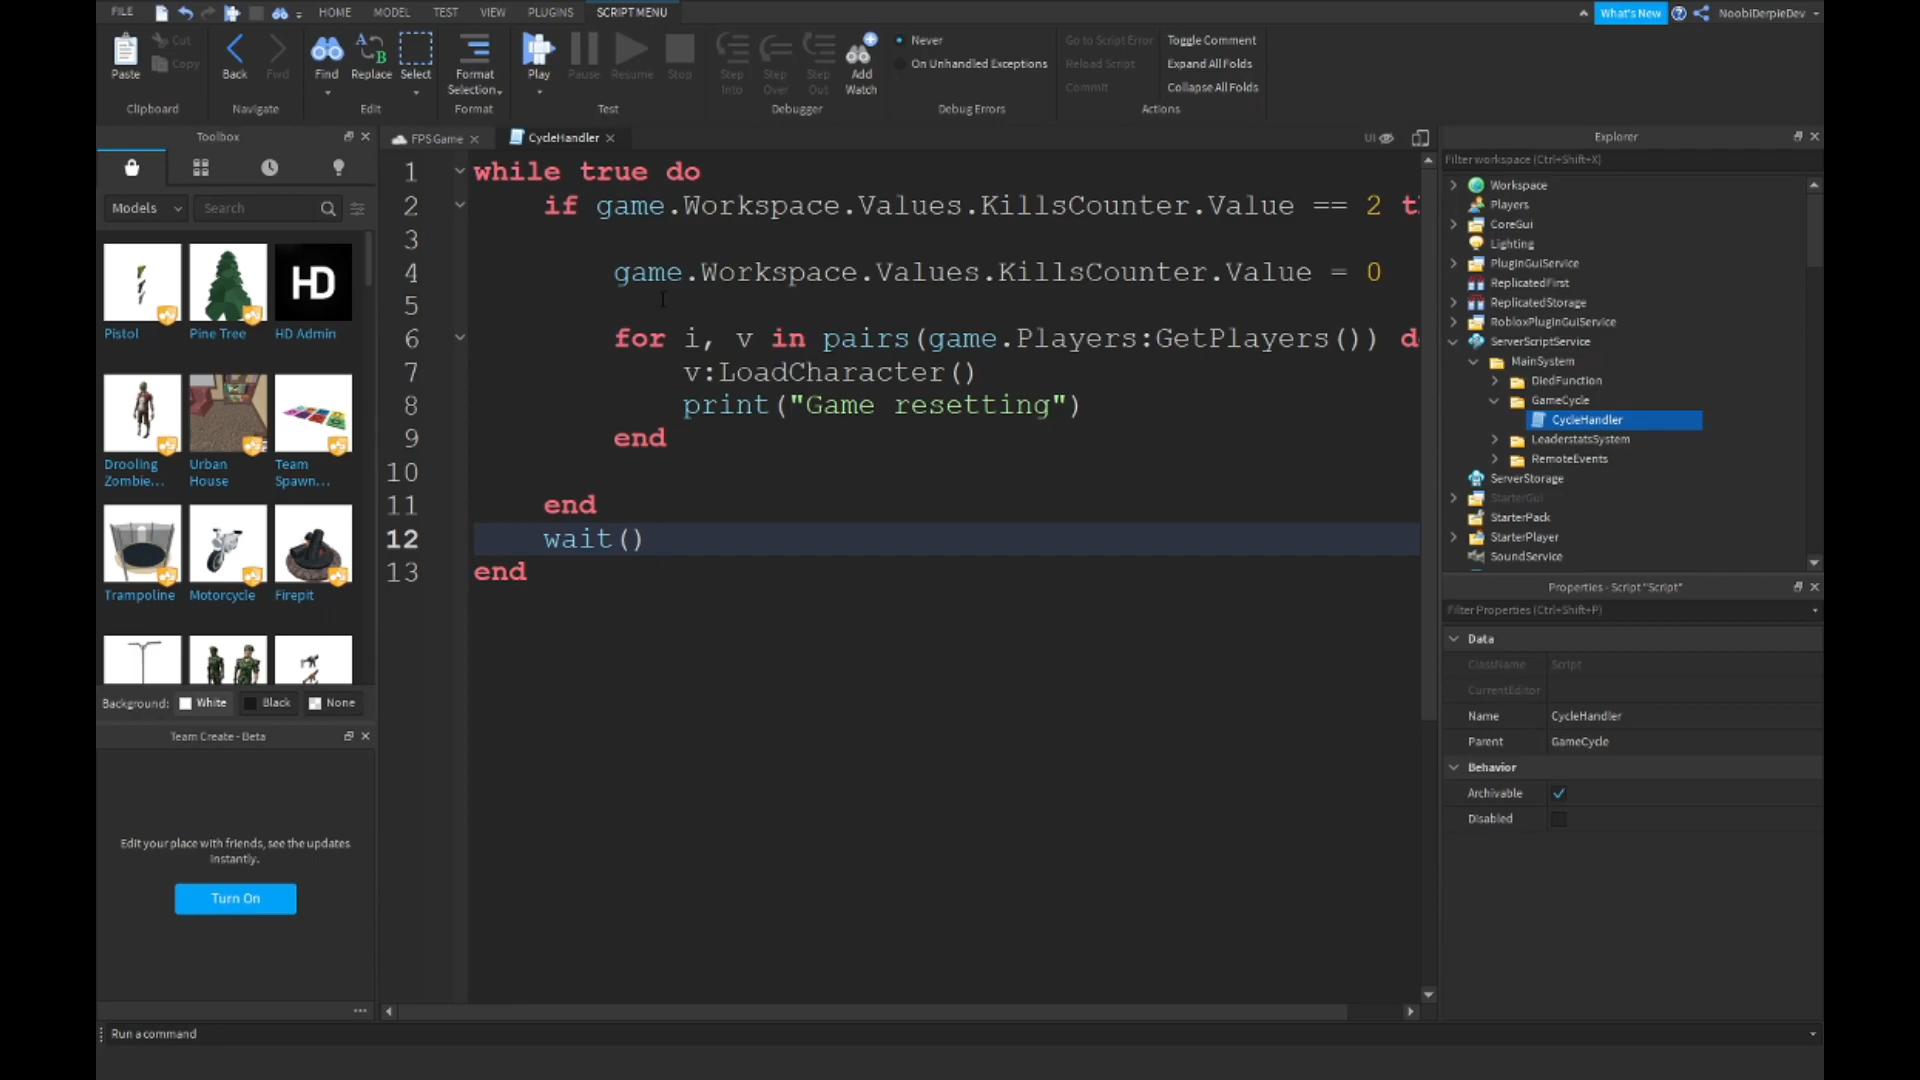 FILE HOME MODEL TEST VIEW PLUGINS SCRIPT MENU What's New NoobiDerpieDev
Paste Cut Copy
Clipboard
Back Fwd
Navigate
Find Replace Select
Edit
Format Selection
Format
Play Pause Resume Stop
Test
Step Into Step Over Step Out Add Watch
Debugger
Never
On Unhandled Exceptions
Debug Errors
Go to Script Error
Reload Script
Commit
Toggle Comment
Expand All Folds
Collapse All Folds
Actions
Toolbox
Models Search
Pistol Pine Tree HD Admin
Drooling Zombie... Urban House Team Spawn...
Trampoline Motorcycle Firepit
Background: White Black None
Team Create - Beta
Edit your place with friends, see the updates
instantly.
Turn On
FPS Game CycleHandler UI
1 while true do
2 if game.Workspace.Values.KillsCounter.Value == 2 t
3
4 game.Workspace.Values.KillsCounter.Value = 0
5
6 for i, v in pairs(game.Players:GetPlayers()) d
7 v:LoadCharacter()
8 print("Game resetting")
9 end
10
11 end
12 wait()
13 end
Explorer
Filter workspace (Ctrl+Shift+X)
Workspace
Players
CoreGui
Lighting
PluginGuiService
ReplicatedFirst
ReplicatedStorage
RobloxPluginGuiService
ServerScriptService
MainSystem
DiedFunction
GameCycle
CycleHandler
LeaderstatsSystem
RemoteEvents
ServerStorage
StarterGui
StarterPack
StarterPlayer
SoundService
Properties - Script "Script"
Filter Properties (Ctrl+Shift+P)
Data
ClassName Script
CurrentEditor
Name CycleHandler
Parent GameCycle
Behavior
Archivable
Disabled
Run a command